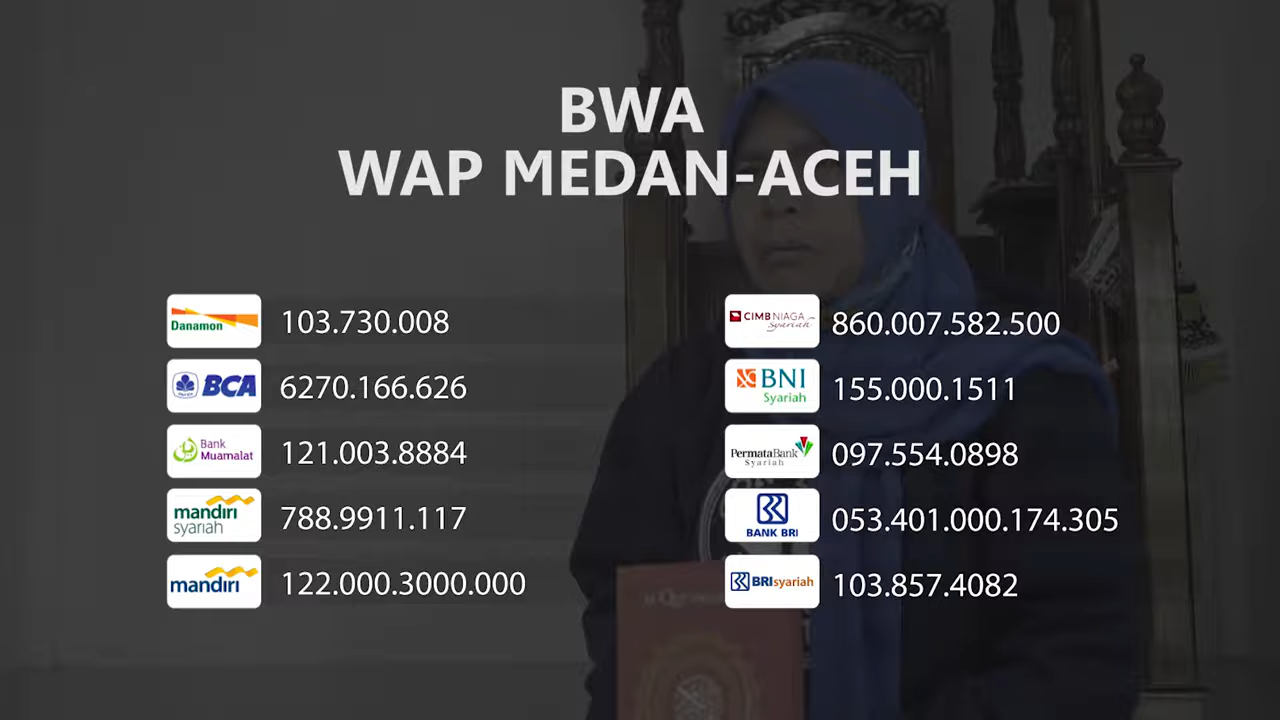 BWA
WAP MEDAN-ACEH
Danamon 103.730.008
BCA 6270.166.626
Bank Muamalat 121.003.8884
mandiri syariah 788.9911.117
mandiri 122.000.3000.000
CIMB NIAGA syariah 860.007.582.500
BNI Syariah 155.000.1511
PermataBank Syariah 097.554.0898
BANK BRI 053.401.000.174.305
BRIsyariah 103.857.4082